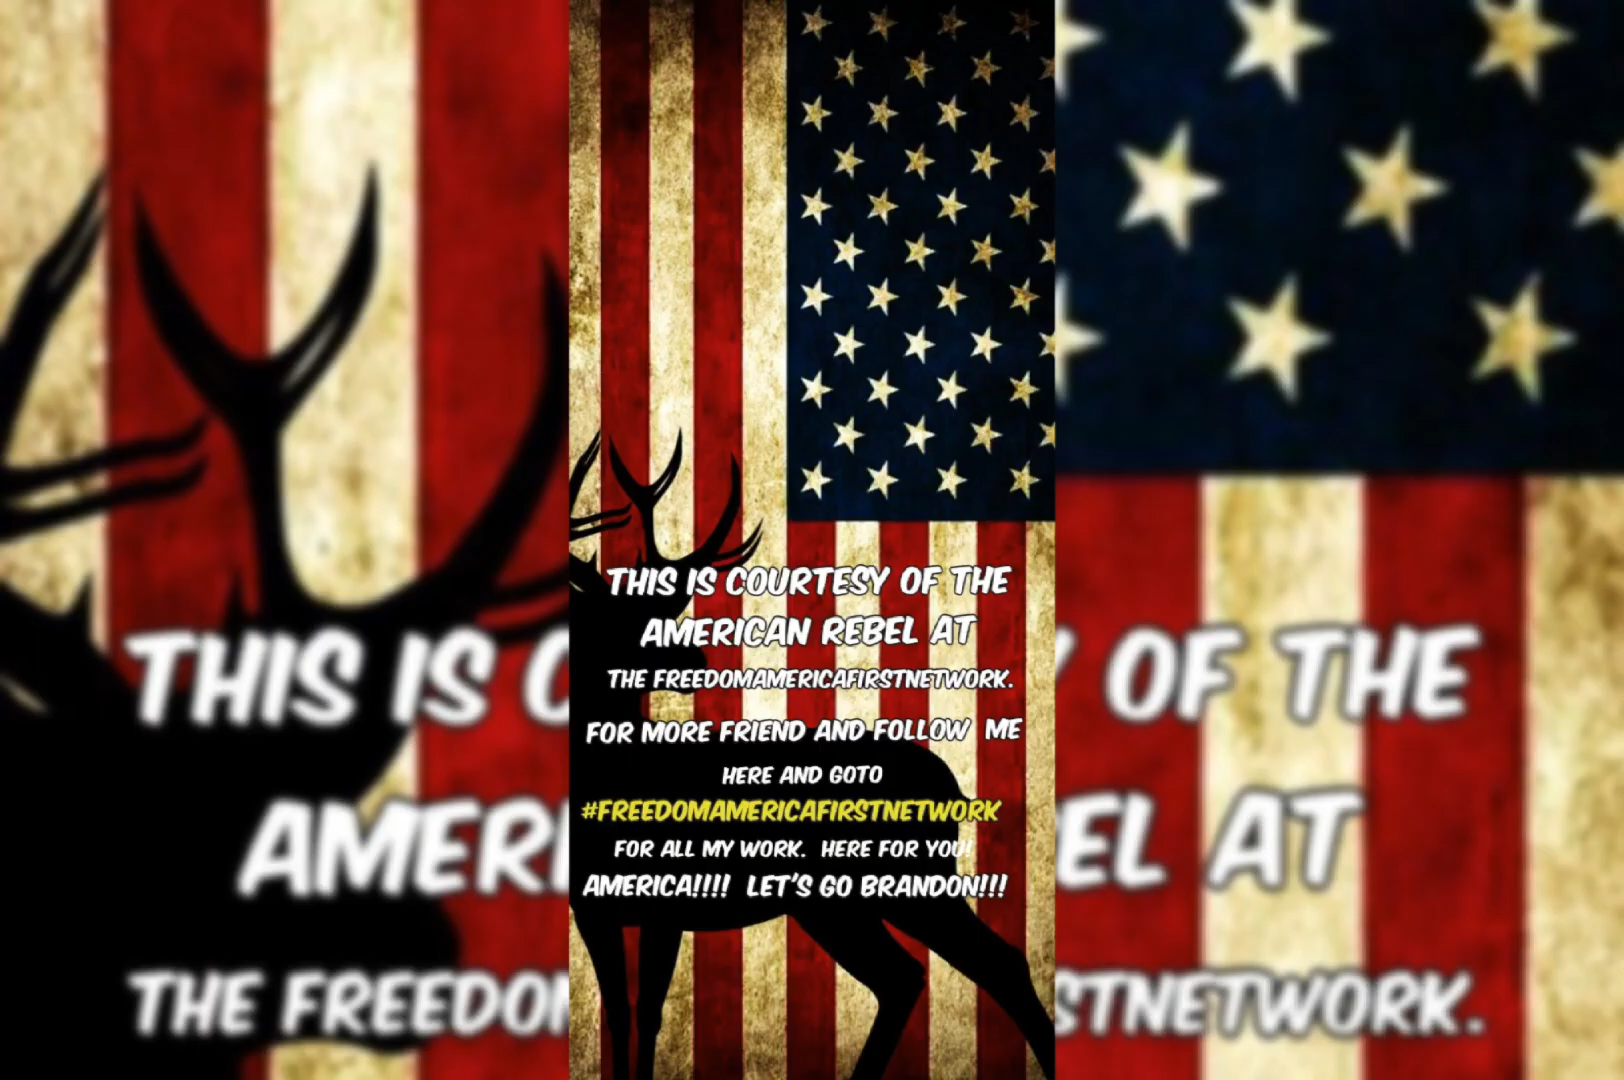 THIS IS COURTESY OF THE
AMERICAN REBEL AT
THE FREEDOMAMERICAFIRSTNETWORK.
FOR MORE FRIEND AND FOLLOW ME
HERE AND GOTO
#FREEDOMAMERICAFIRSTNETWORK
FOR ALL MY WORK. HERE FOR YOU!
AMERICA!!!! LET'S GO BRANDON!!!